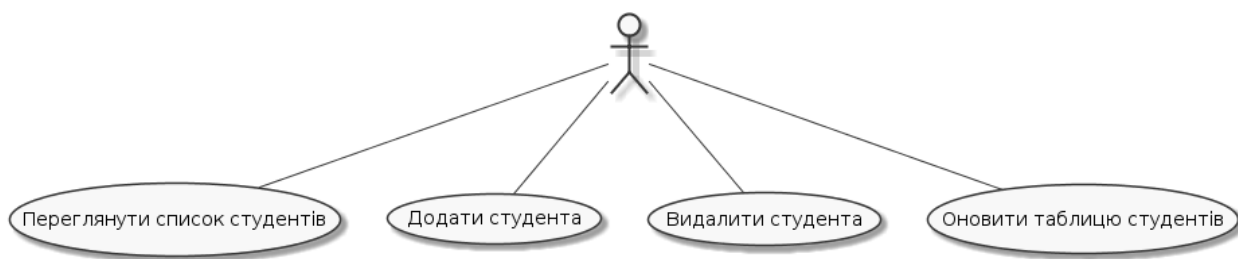 Переглянути список студентів
Додати студента
Видалити студента
Оновити таблицю студентів